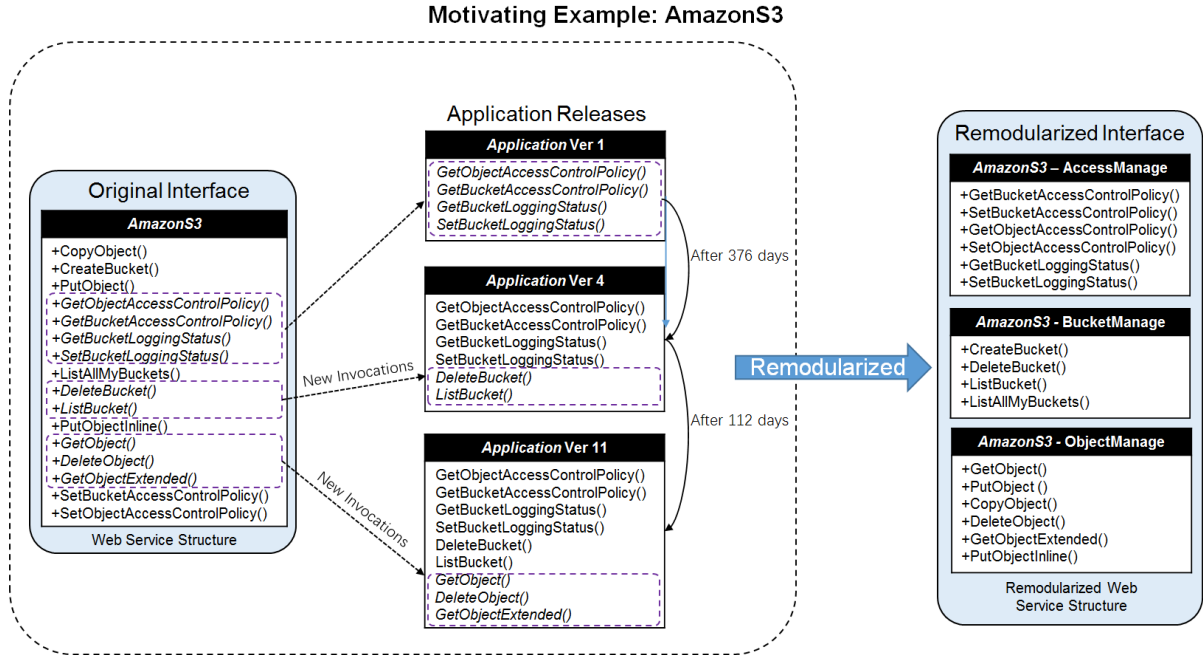 Motivating Example: AmazonS3
Original Interface
AmazonS3
+CopyObject()
+CreateBucket()
+PutObject()
+GetObjectAccessControlPolicy()
+GetBucketAccessControlPolicy()
+GetBucketLoggingStatus()
+SetBucketLoggingStatus()
+ListAllMyBuckets()
+DeleteBucket()
+ListBucket()
+PutObjectInline()
+GetObject()
+DeleteObject()
+GetObjectExtended()
+SetBucketAccessControlPolicy()
+SetObjectAccessControlPolicy()
Web Service Structure
New Invocations
New Invocations
Application Releases
Application Ver 1
GetObjectAccessControlPolicy()
GetBucketAccessControlPolicy()
GetBucketLoggingStatus()
SetBucketLoggingStatus()
After 376 days
Application Ver 4
GetObjectAccessControlPolicy()
GetBucketAccessControlPolicy()
GetBucketLoggingStatus()
SetBucketLoggingStatus()
DeleteBucket()
ListBucket()
After 112 days
Application Ver 11
GetObjectAccessControlPolicy()
GetBucketAccessControlPolicy()
GetBucketLoggingStatus()
SetBucketLoggingStatus()
DeleteBucket()
ListBucket()
GetObject()
DeleteObject()
GetObjectExtended()
Remodularized
Remodularized Interface
AmazonS3 – AccessManage
+GetBucketAccessControlPolicy()
+SetBucketAccessControlPolicy()
+GetObjectAccessControlPolicy()
+SetObjectAccessControlPolicy()
+GetBucketLoggingStatus()
+SetBucketLoggingStatus()
AmazonS3 - BucketManage
+CreateBucket()
+DeleteBucket()
+ListBucket()
+ListAllMyBuckets()
AmazonS3 - ObjectManage
+GetObject()
+PutObject ()
+CopyObject()
+DeleteObject()
+GetObjectExtended()
+PutObjectInline()
Remodularized Web
Service Structure